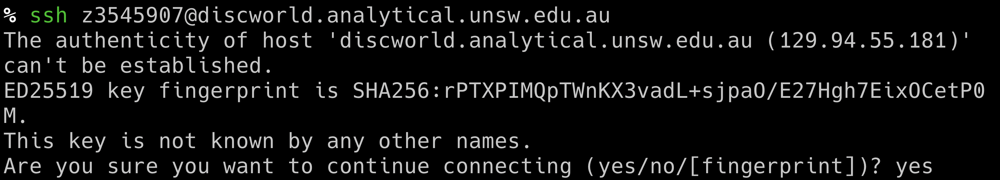 % ssh z3545907@discworld.analytical.unsw.edu.au
The authenticity of host 'discworld.analytical.unsw.edu.au (129.94.55.181)'
can't be established.
ED25519 key fingerprint is SHA256:rPTXPIMQpTWnKX3vadL+sjpaO/E27Hgh7EixOCetP0
M.
This key is not known by any other names.
Are you sure you want to continue connecting (yes/no/[fingerprint])? yes